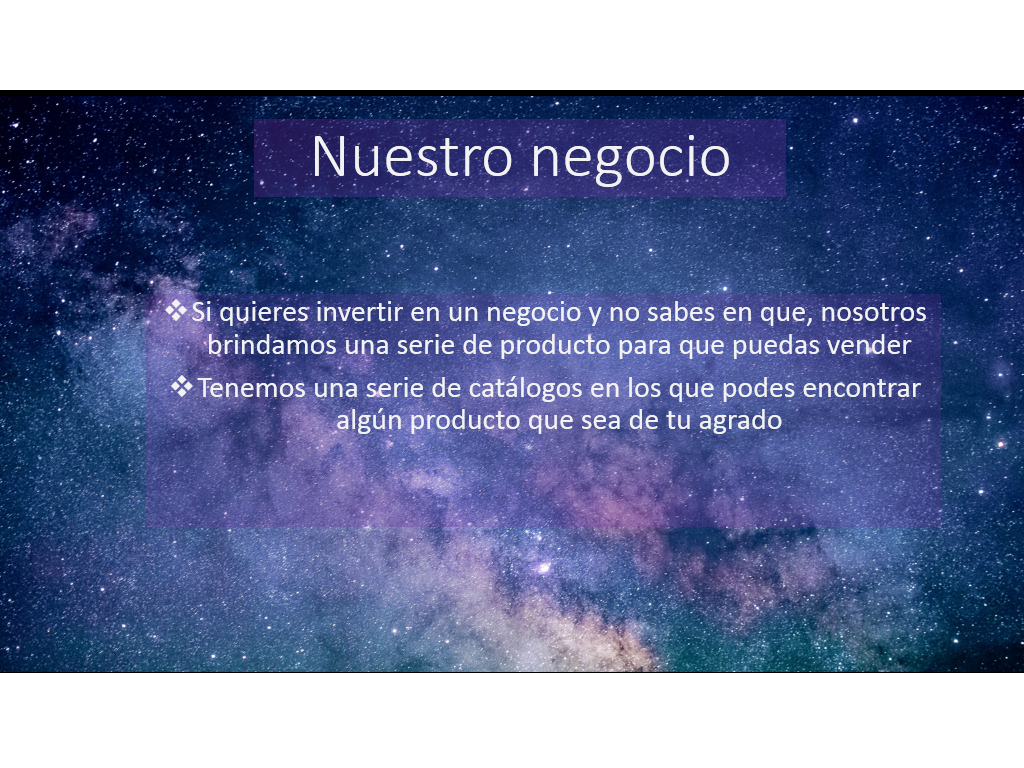 Nuestro negocio
❖Si quieres invertir en un negocio y no sabes en que, nosotros
brindamos una serie de producto para que puedas vender
❖Tenemos una serie de catálogos en los que podes encontrar
algún producto que sea de tu agrado